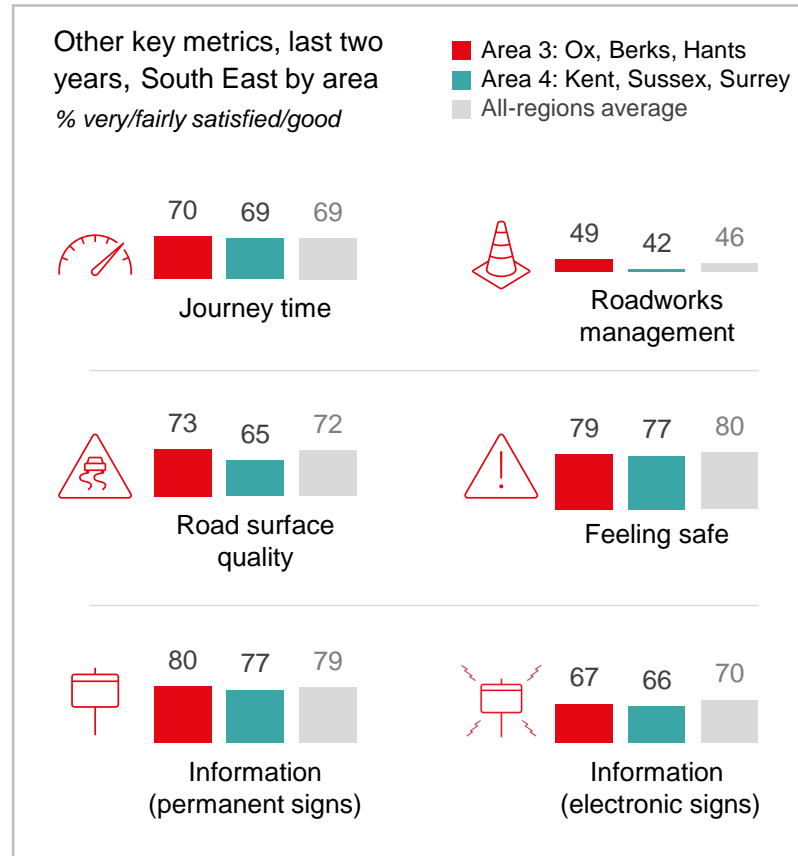 Other key metrics, last two
years, South East by area
% very/fairly satisfied/good
Area 3: Ox, Berks, Hants
Area 4: Kent, Sussex, Surrey
All-regions average
70 69 69
Journey time
49 42 46
Roadworks
management
73 65 72
Road surface
quality
79 77 80
Feeling safe
80 77 79
Information
(permanent signs)
67 66 70
Information
(electronic signs)